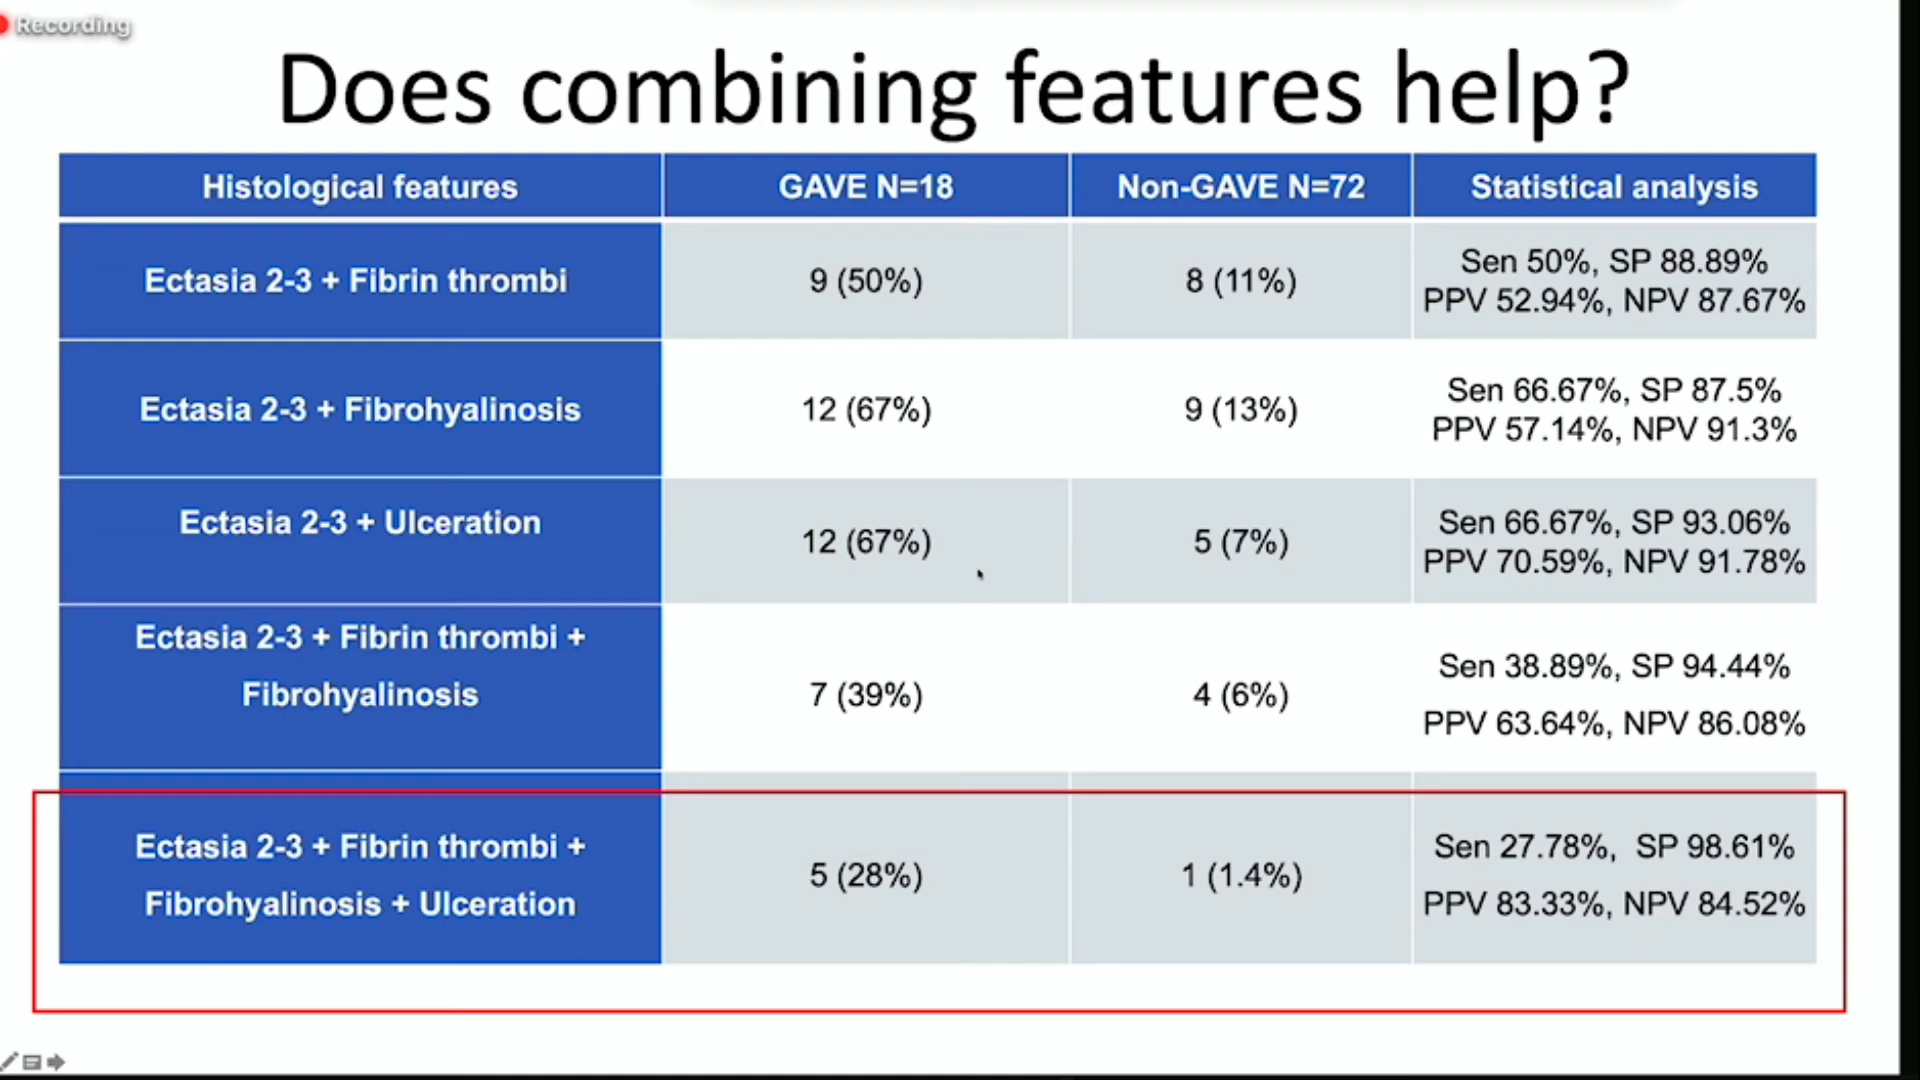 Recording
Does combining features help?
Histological features
GAVE N=18
Non-GAVE N=72
Statistical analysis
Ectasia 2-3 + Fibrin thrombi
9 (50%)
8 (11%)
Sen 50%, SP 88.89%
PPV 52.94%, NPV 87.67%
Ectasia 2-3 + Fibrohyalinosis
12 (67%)
9 (13%)
Sen 66.67%, SP 87.5%
PPV 57.14%, NPV 91.3%
Ectasia 2-3 + Ulceration
12 (67%)
5 (7%)
Sen 66.67%, SP 93.06%
PPV 70.59%, NPV 91.78%
Ectasia 2-3 + Fibrin thrombi +
Fibrohyalinosis
7 (39%)
4 (6%)
Sen 38.89%, SP 94.44%
PPV 63.64%, NPV 86.08%
Ectasia 2-3 + Fibrin thrombi +
Fibrohyalinosis + Ulceration
5 (28%)
1 (1.4%)
Sen 27.78%, SP 98.61%
PPV 83.33%, NPV 84.52%